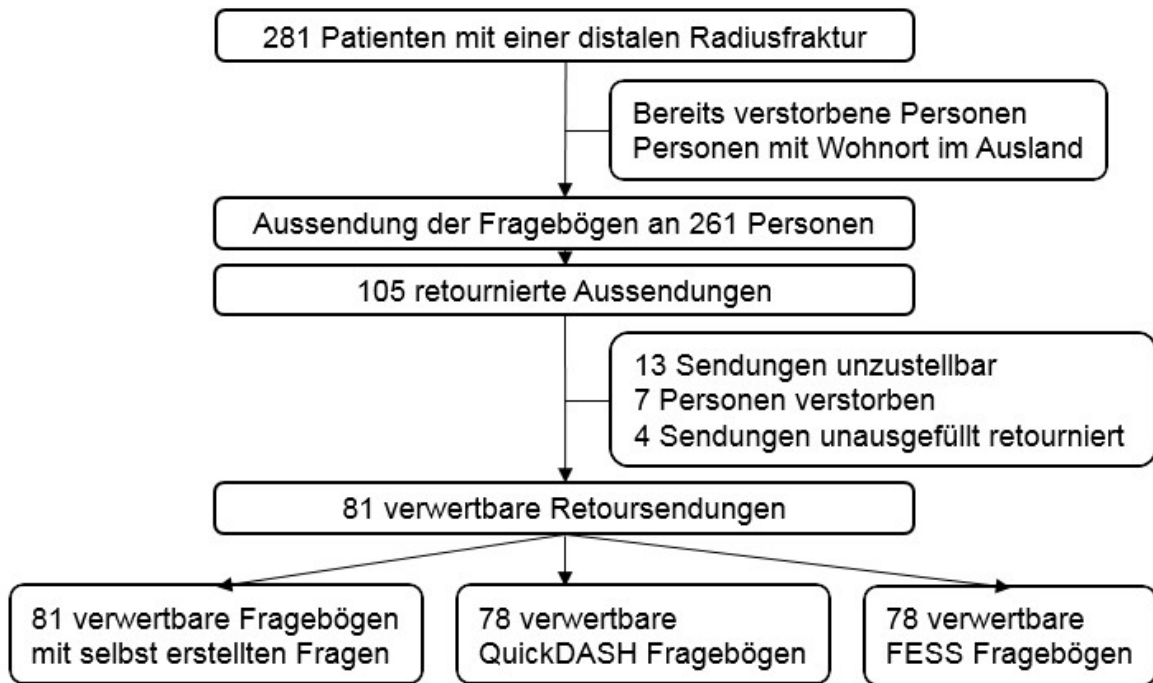 281 Patienten mit einer distalen Radiusfraktur
Bereits verstorbene Personen
Personen mit Wohnort im Ausland
Aussendung der Fragebögen an 261 Personen
105 retournierte Aussendungen
13 Sendungen unzustellbar
7 Personen verstorben
4 Sendungen unausgefüllt retourniert
81 verwertbare Retoursendungen
81 verwertbare Fragebögen
mit selbst erstellten Fragen
78 verwertbare
QuickDASH Fragebögen
78 verwertbare
FESS Fragebögen